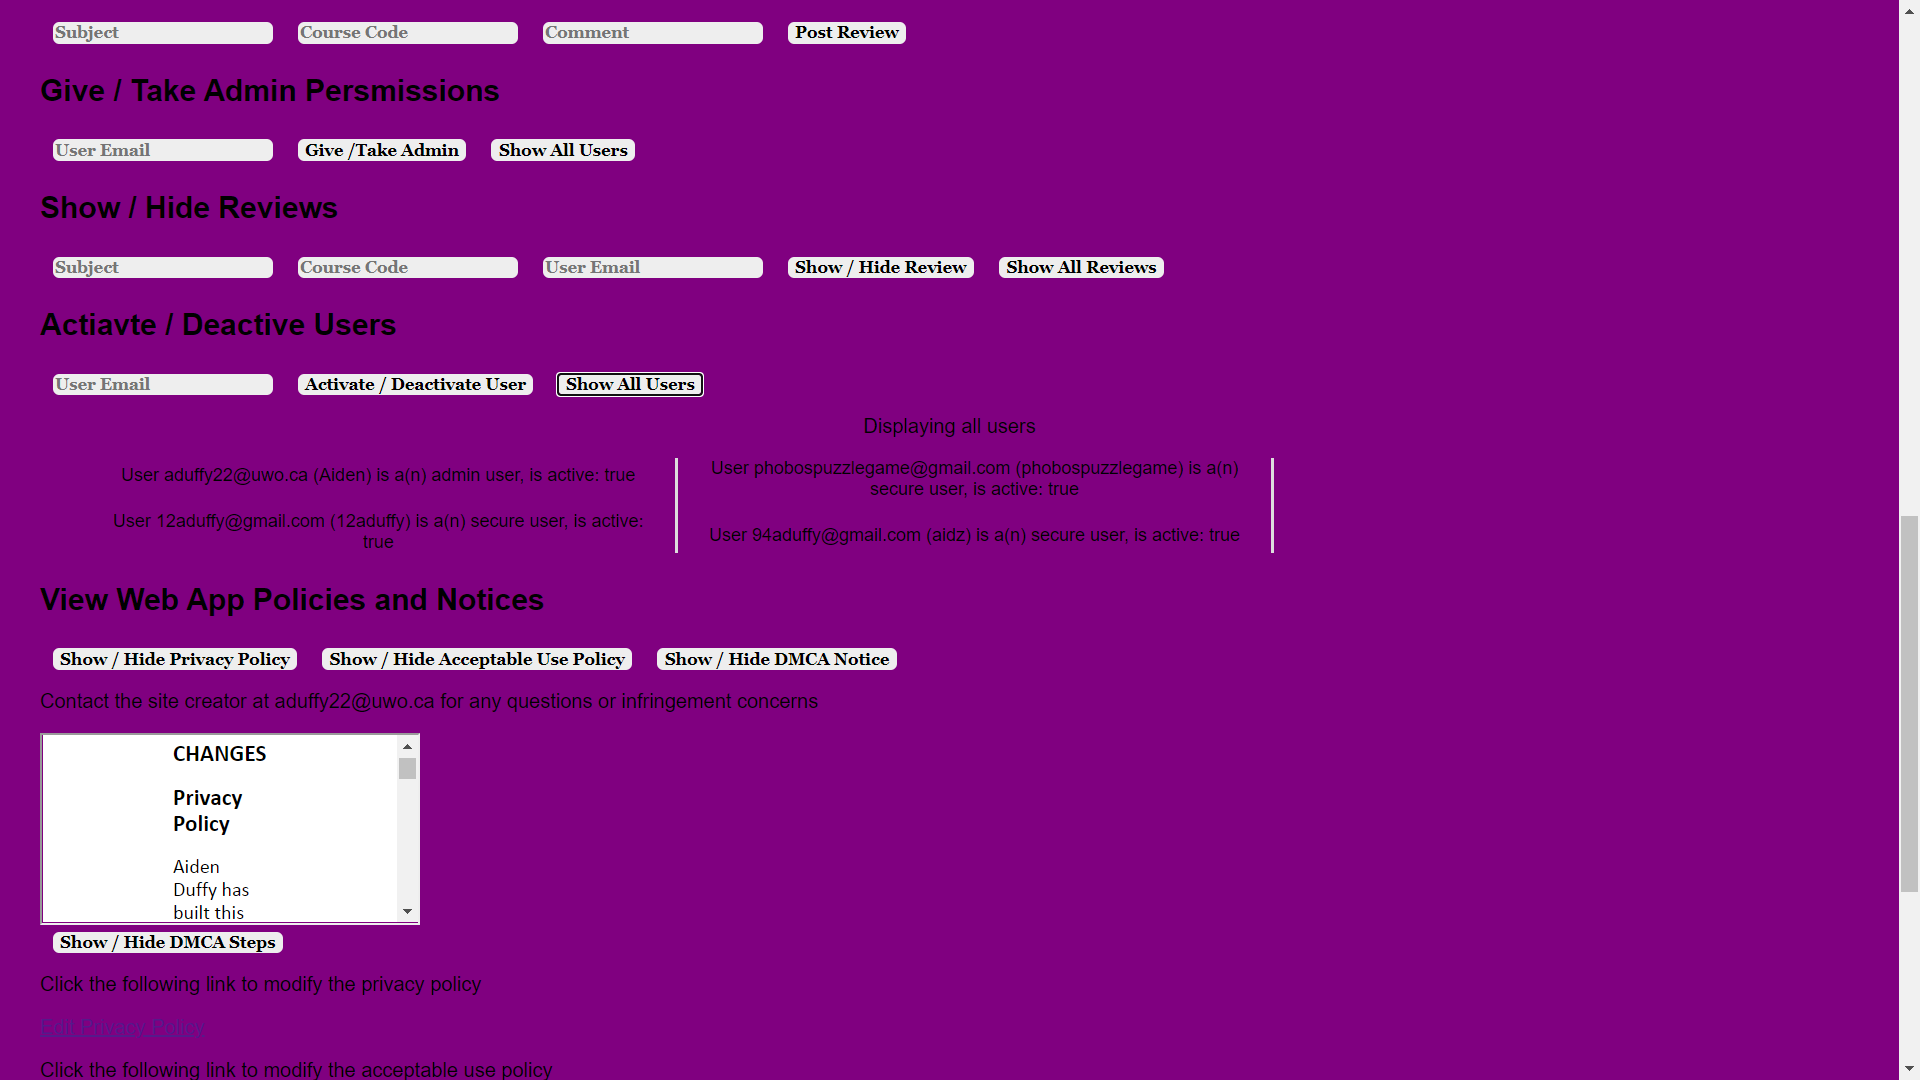 Subject Course Code Comment Post Review
Give / Take Admin Persmissions
User Email Give /Take Admin Show All Users
Show / Hide Reviews
Subject Course Code User Email Show / Hide Review Show All Reviews
Actiavte / Deactive Users
User Email Activate / Deactivate User Show All Users
Displaying all users
User aduffy22@uwo.ca (Aiden) is a(n) admin user, is active: true
User phobospuzzlegame@gmail.com (phobospuzzlegame) is a(n)
secure user, is active: true
User 12aduffy@gmail.com (12aduffy) is a(n) secure user, is active:
true
User 94aduffy@gmail.com (aidz) is a(n) secure user, is active: true
View Web App Policies and Notices
Show / Hide Privacy Policy Show / Hide Acceptable Use Policy Show / Hide DMCA Notice
Contact the site creator at aduffy22@uwo.ca for any questions or infringement concerns
CHANGES
Privacy
Policy
Aiden
Duffy has
built this
Show / Hide DMCA Steps
Click the following link to modify the privacy policy
Edit Privacy Policy
Click the following link to modify the acceptable use policy